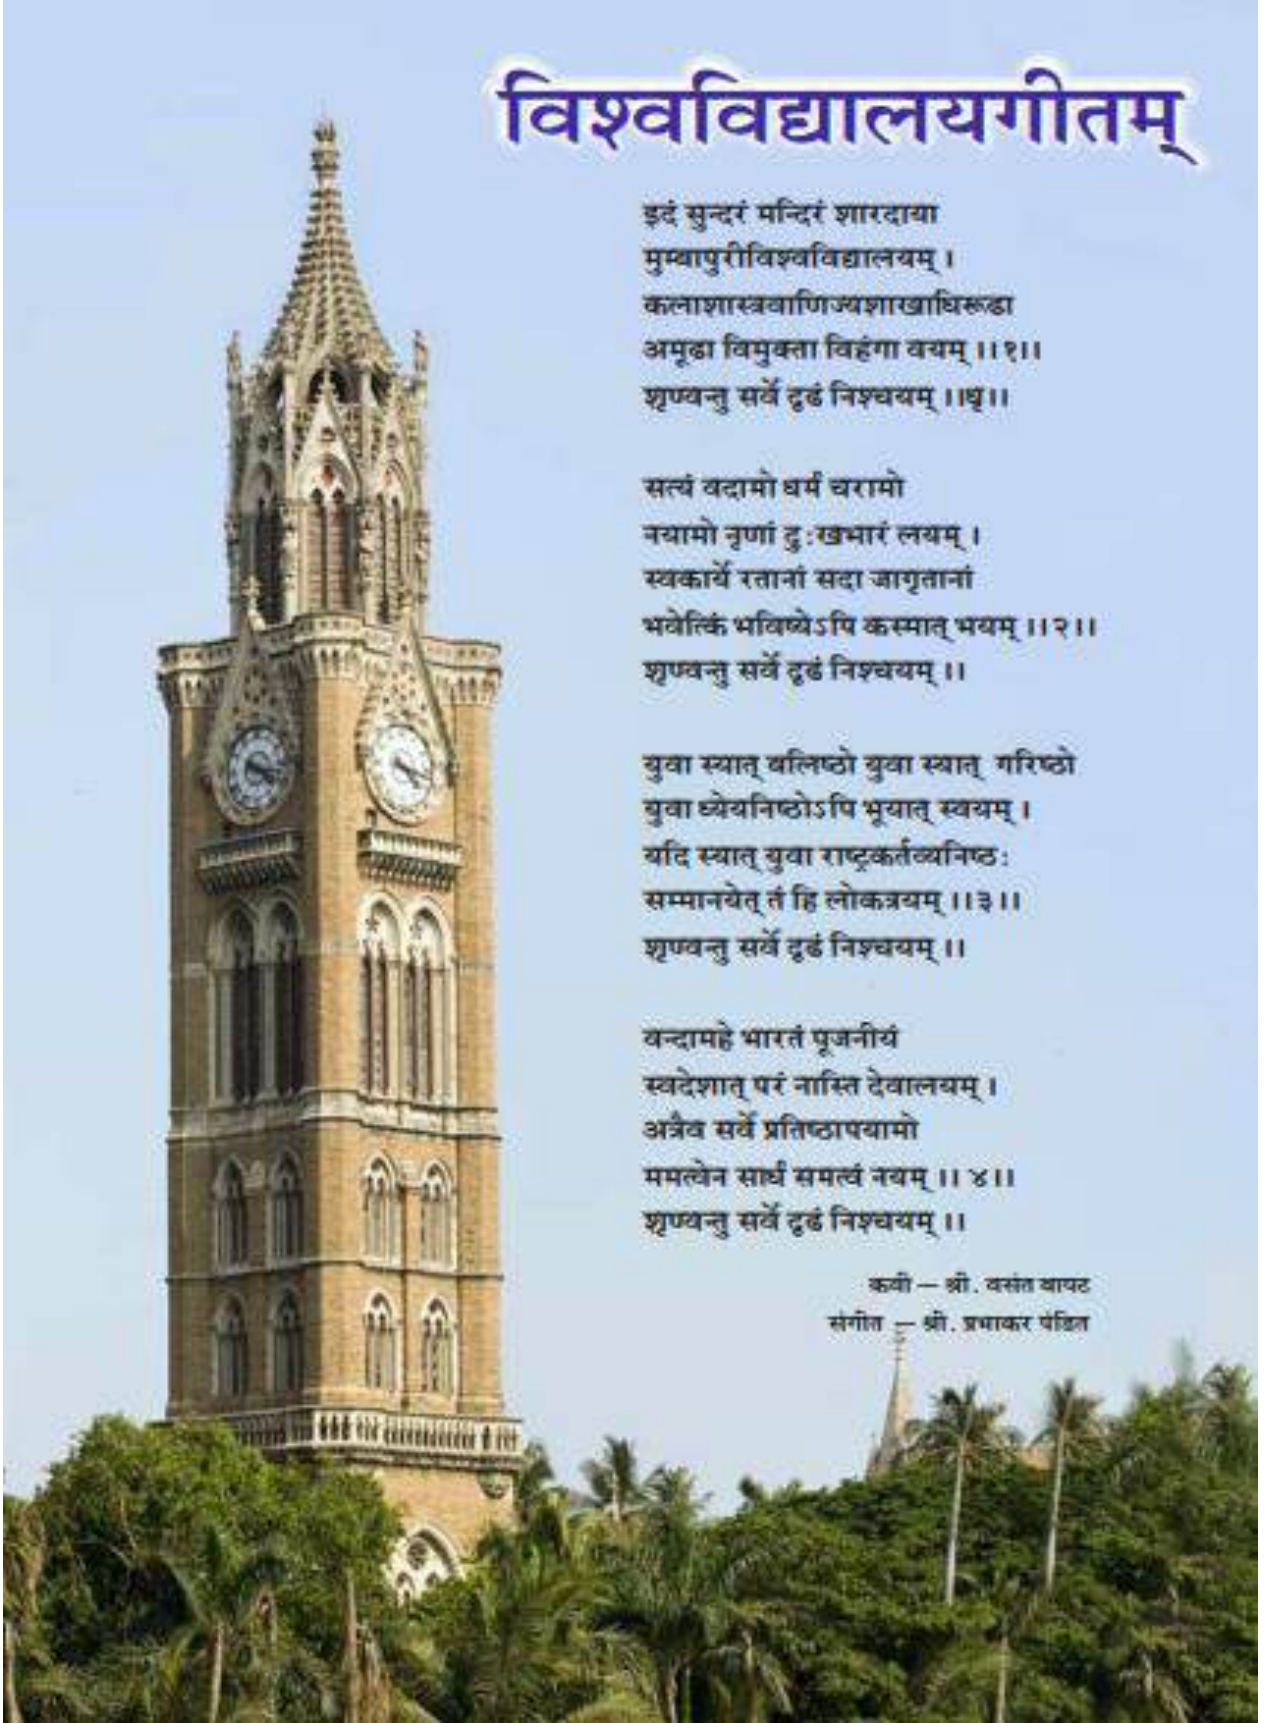 विश्वविद्यालयगीतम्
इदं सुन्दरं मन्दिरं शारदाया
मुम्बापुरीविश्वविद्यालयम् ।
कलाशास्त्रवाणिज्यशाखाधिरूढा
अमूढा विमुक्ता विहंगा वयम् ।।१।।
शृण्वन्तु सर्वे दृढं निश्चयम् ।।धृ।।
सत्यं वदामो धर्मं चरामो
नयामो नृणां दुःखभारं लयम् ।
स्वकार्ये रतानां सदा जागृतानां
भवेत्किं भविष्येऽपि कस्मात् भयम् ।।२।।
शृण्वन्तु सर्वे दृढं निश्चयम् ।।
युवा स्यात् बलिष्ठो युवा स्यात् गरिष्ठो
युवा ध्येयनिष्ठोऽपि भूयात् स्वयम् ।
यदि स्यात् युवा राष्ट्रकर्तव्यनिष्ठः
सम्मानयेत् तं हि लोकत्रयम् ।।३।।
शृण्वन्तु सर्वे दृढं निश्चयम् ।।
वन्दामहे भारतं पूजनीयं
स्वदेशात् परं नास्ति देवालयम् ।
अत्रैव सर्वे प्रतिष्ठापयामो
ममत्वेन सार्धं समत्वं नयम् ।। ४।।
शृण्वन्तु सर्वे दृढं निश्चयम् ।।
कवी – श्री. वसंत बापट
संगीत – श्री. प्रभाकर पंडित